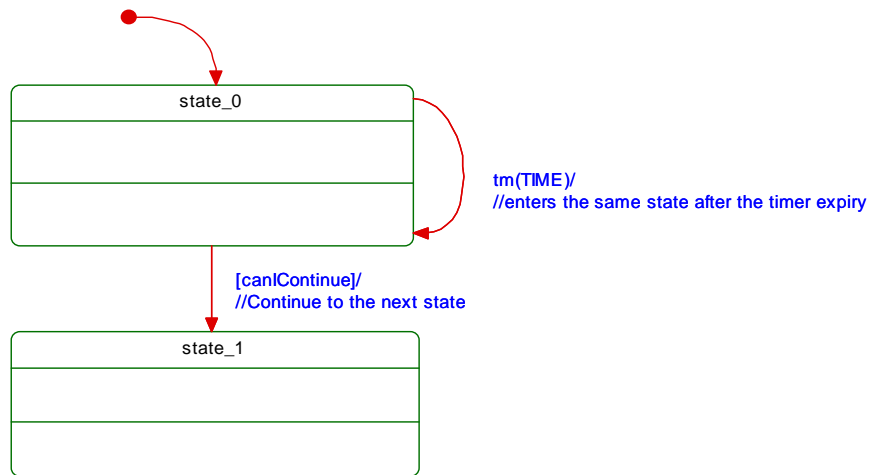 state_0
tm(TIME)/
//enters the same state after the timer expiry
[canIContinue]/
//Continue to the next state
state_1